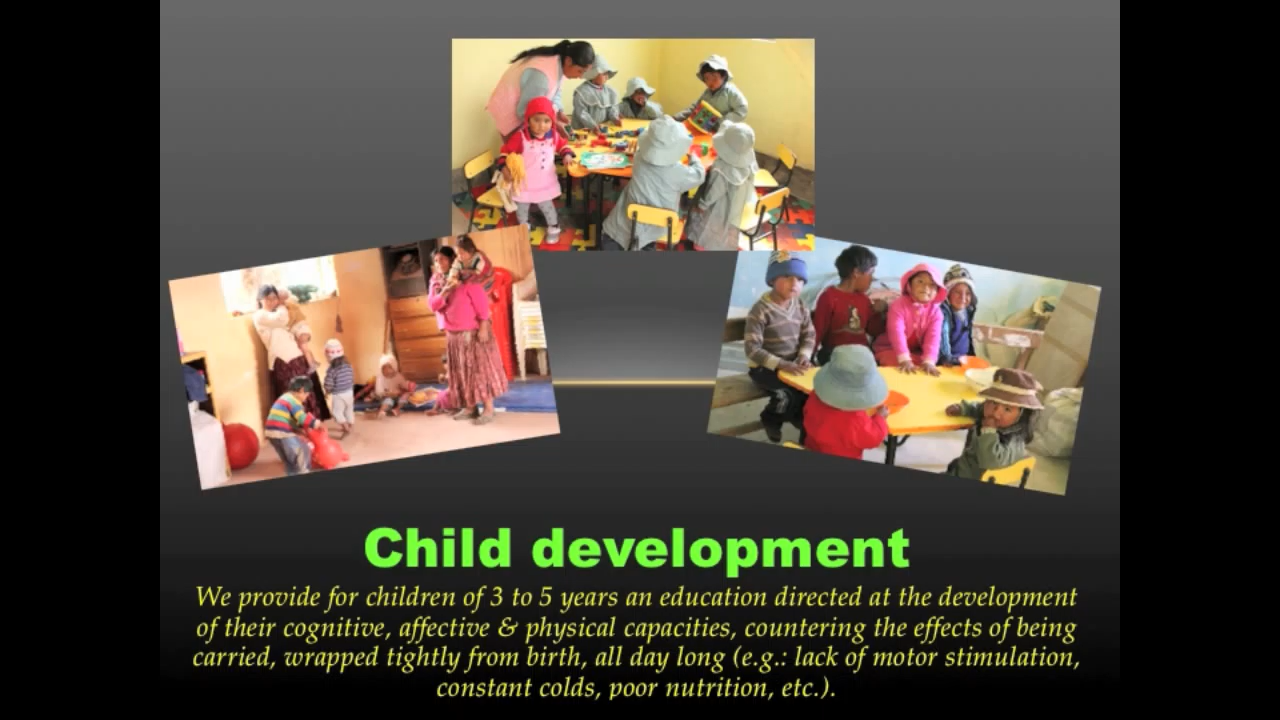 Child development
We provide for children of 3 to 5 years an education directed at the development
of their cognitive, affective & physical capacities, countering the effects of being
carried, wrapped tightly from birth, all day long (e.g.: lack of motor stimulation,
constant colds, poor nutrition, etc.).